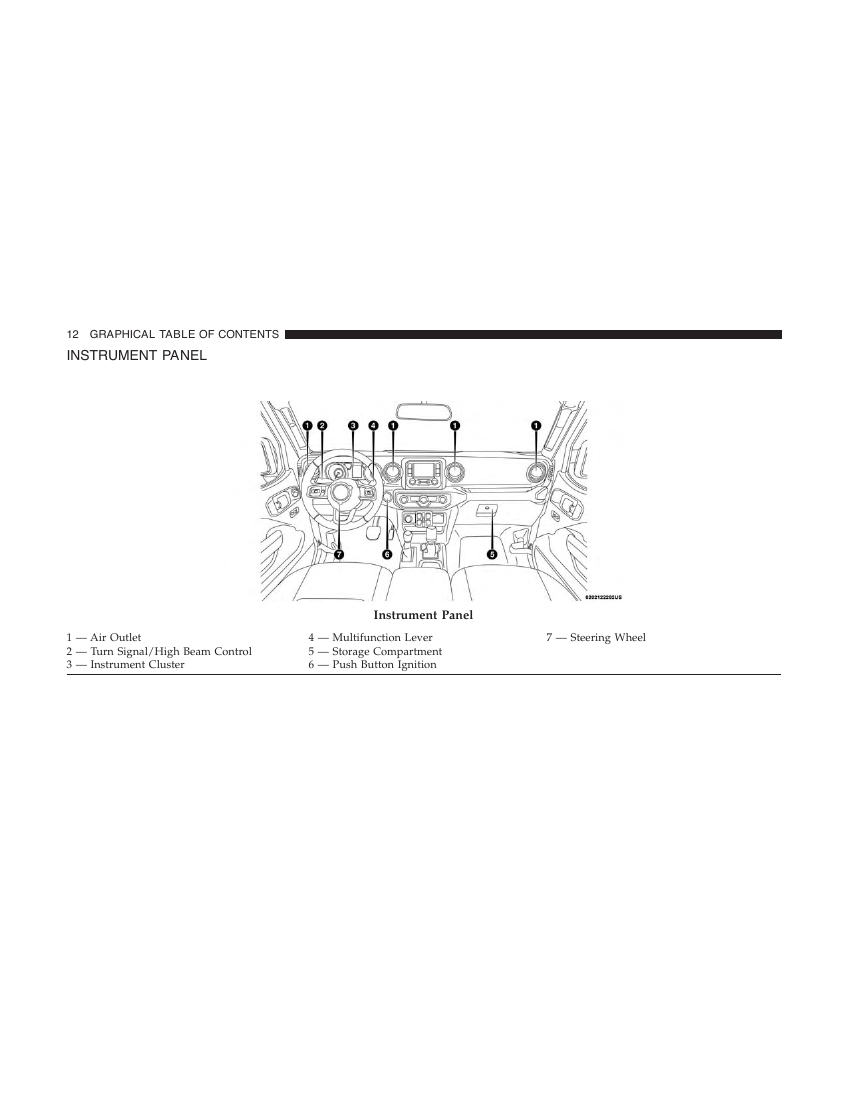 12 GRAPHICAL TABLE OF CONTENTS
INSTRUMENT PANEL
1 2 3 4 1 1 1
7 6 5
0202122202US
Instrument Panel
1 — Air Outlet
2 — Turn Signal/High Beam Control
3 — Instrument Cluster
4 — Multifunction Lever
5 — Storage Compartment
6 — Push Button Ignition
7 — Steering Wheel